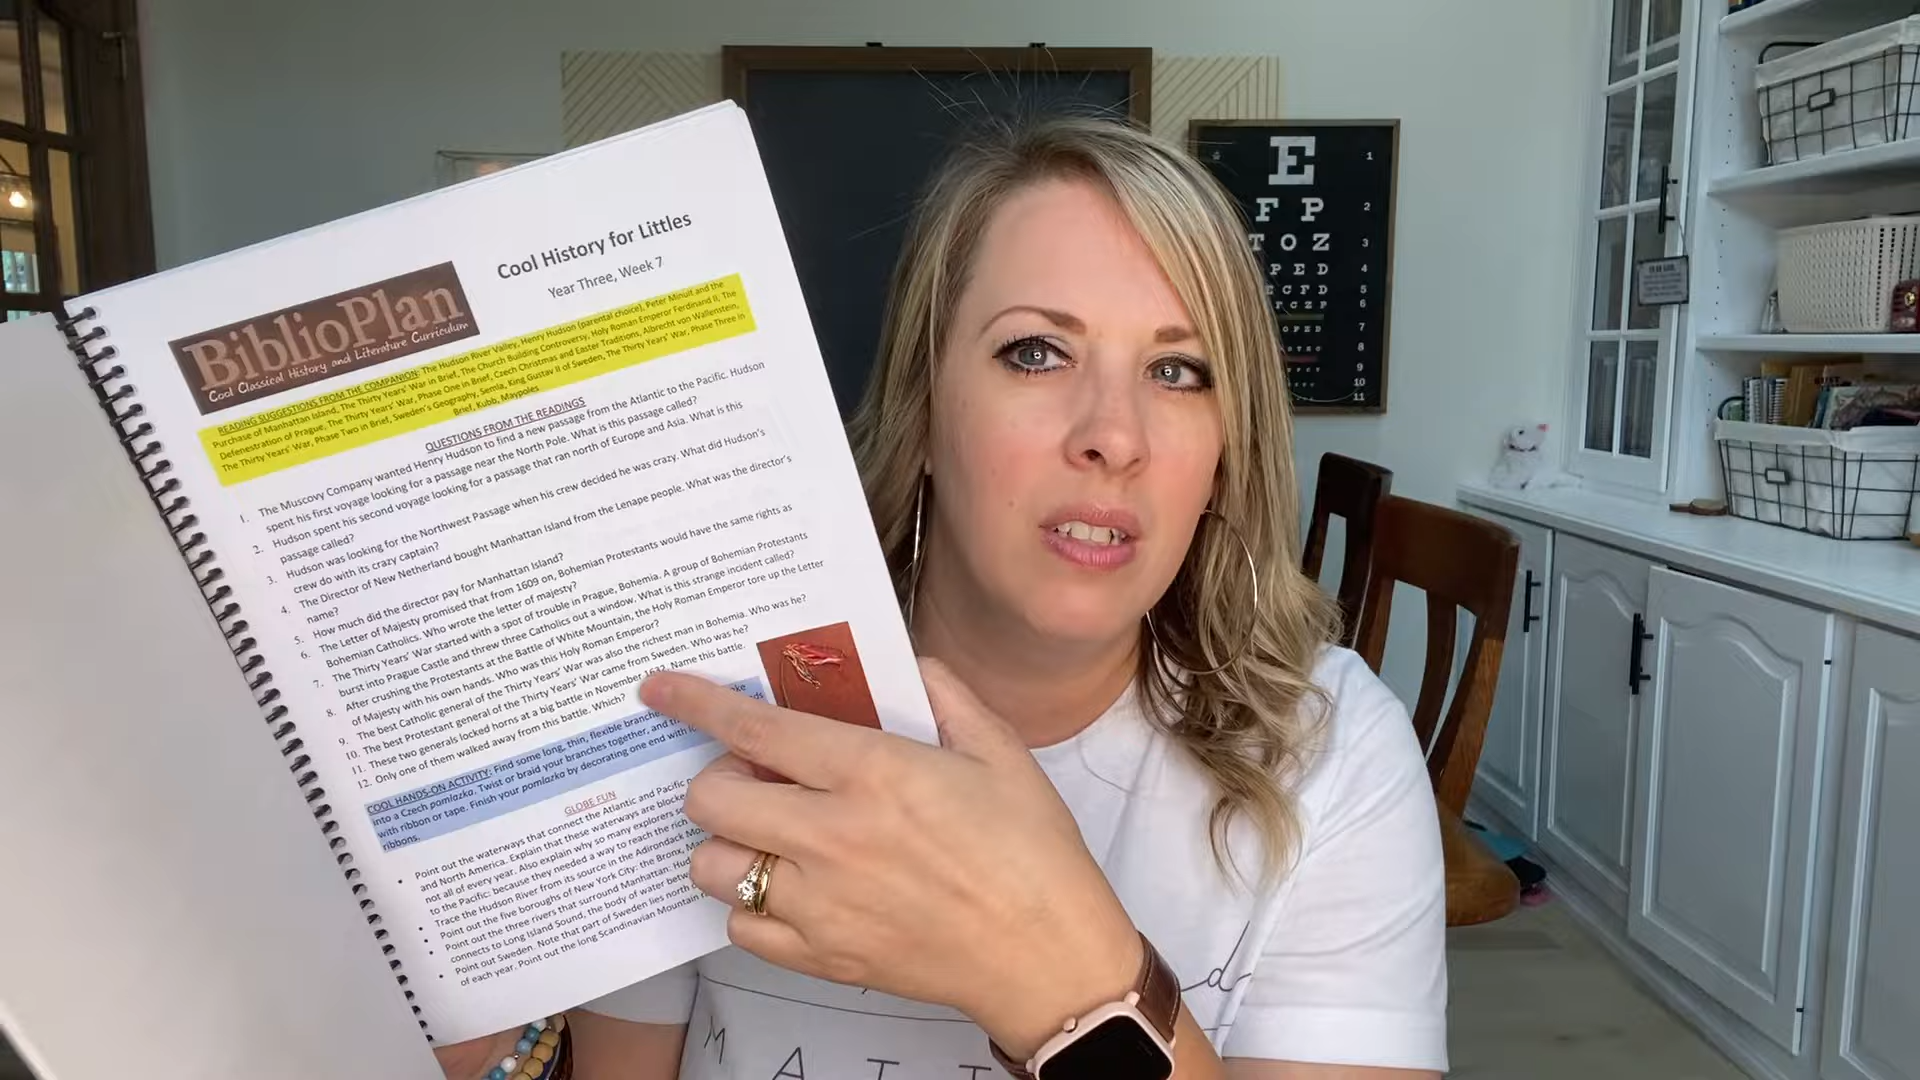 Cool History for Littles
Year Three, Week 7
BiblioPlan
Cool Classical History and Literature Curriculum
READING SUGGESTIONS FROM THE COMPANION: The Hudson River Valley, Henry Hudson (parental choice), Peter Minuit and the
Purchase of Manhattan Island, The Thirty Years' War in Brief, The Church Building Controversy, Holy Roman Emperor Ferdinand II, The
Defenestration of Prague, The Thirty Years' War, Phase One in Brief, Czech Christmas and Easter Traditions, Albrecht von Wallenstein,
The Thirty Years' War, Phase Two in Brief, Sweden's Geography, Semla, King Gustav II of Sweden, The Thirty Years' War, Phase Three in
Brief, Kubb, Maypoles
QUESTIONS FROM THE READINGS
1. The Muscovy Company wanted Henry Hudson to find a new passage from the Atlantic to the Pacific. Hudson
spent his first voyage looking for a passage near the North Pole. What is this passage called?
2. Hudson spent his second voyage looking for a passage that ran north of Europe and Asia. What is this
passage called?
3. Hudson was looking for the Northwest Passage when his crew decided he was crazy. What did Hudson's
crew do with its crazy captain?
4. The Director of New Netherland bought Manhattan Island from the Lenape people. What was the director's
name?
5. How much did the director pay for Manhattan Island?
6. The Letter of Majesty promised that from 1609 on, Bohemian Protestants would have the same rights as
Bohemian Catholics. Who wrote the letter of majesty?
7. The Thirty Years' War started with a spot of trouble in Prague, Bohemia. A group of Bohemian Protestants
burst into Prague Castle and threw three Catholics out a window. What is this strange incident called?
8. After crushing the Protestants at the Battle of White Mountain, the Holy Roman Emperor tore up the Letter
of Majesty with his own hands. Who was this Holy Roman Emperor?
9. The best Catholic general of the Thirty Years' War was also the richest man in Bohemia. Who was he?
10. The best Protestant general of the Thirty Years' War came from Sweden. Who was he?
11. These two generals locked horns at a big battle in November 1632. Name this battle.
12. Only one of them walked away from this battle. Which?
COOL HANDS-ON ACTIVITY: Find some long, thin, flexible branche
into a Czech pomlazka. Twist or braid your branches together, and
with ribbon or tape. Finish your pomlazka by decorating one end with
ribbons.
GLOBE FUN
• Point out the waterways that connect the Atlantic and Pacific
and North America. Explain that these waterways are blocke
not all of every year. Also explain why so many explorers
to the Pacific: because they needed a way to reach the rich
• Trace the Hudson River from its source in the Adirondack
• Point out the five boroughs of New York City: the Bronx,
• Point out the three rivers that surround Manhattan:
connects to Long Island Sound, the body of water
• Point out Sweden. Note that part of Sweden lies north
of each year. Point out the long Scandinavian Mountain
E 1
F P 2
T O Z 3
P E D 4
E C F D 5
F C Z P 6
7
8
9
10
11
M A T T